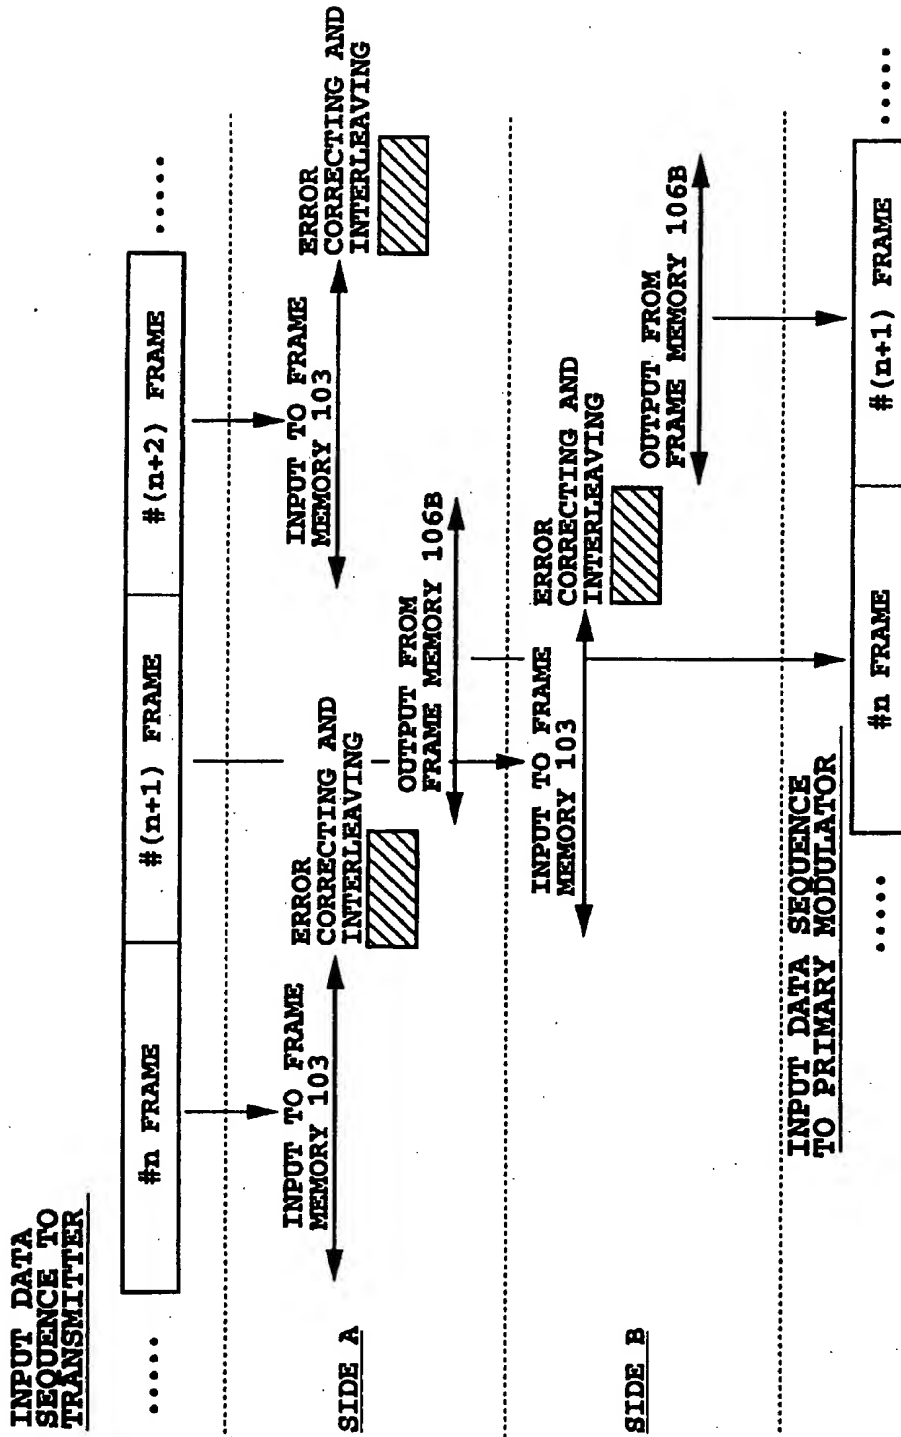 INPUT DATA
SEQUENCE TO
TRANSMITTER
.....
#n FRAME
#(n+1) FRAME
#(n+2) FRAME
.....
SIDE A
INPUT TO FRAME
MEMORY 103
ERROR
CORRECTING AND
INTERLEAVING
OUTPUT FROM
FRAME MEMORY 106B
INPUT TO FRAME
MEMORY 103
ERROR
CORRECTING AND
INTERLEAVING
SIDE B
INPUT TO FRAME
MEMORY 103
ERROR
CORRECTING AND
INTERLEAVING
OUTPUT FROM
FRAME MEMORY 106B
INPUT DATA SEQUENCE
TO PRIMARY MODULATOR
.....
#n FRAME
#(n+1) FRAME
.....